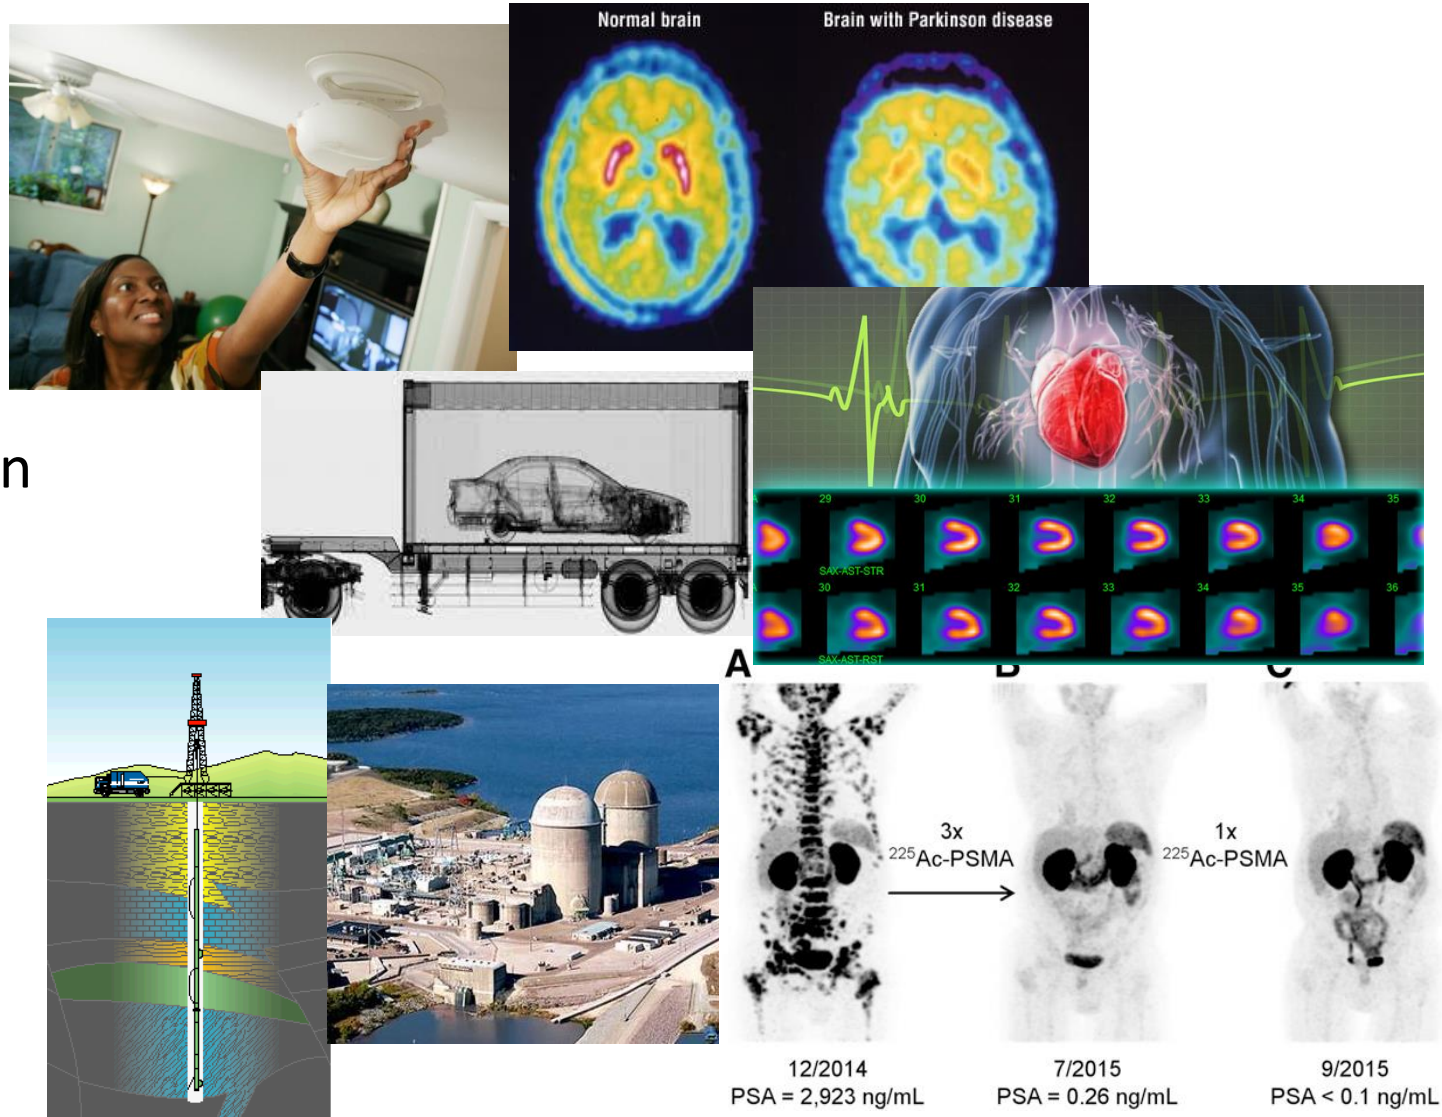 Normal brain
Brain with Parkinson disease
n
29 30 31 32 33 34 35
SAX-AST-STR
30 31 32 33 34 35 36
SAX-AST-RST
A B C
3x
225Ac-PSMA
1x
225Ac-PSMA
12/2014
PSA = 2,923 ng/mL
7/2015
PSA = 0.26 ng/mL
9/2015
PSA < 0.1 ng/mL